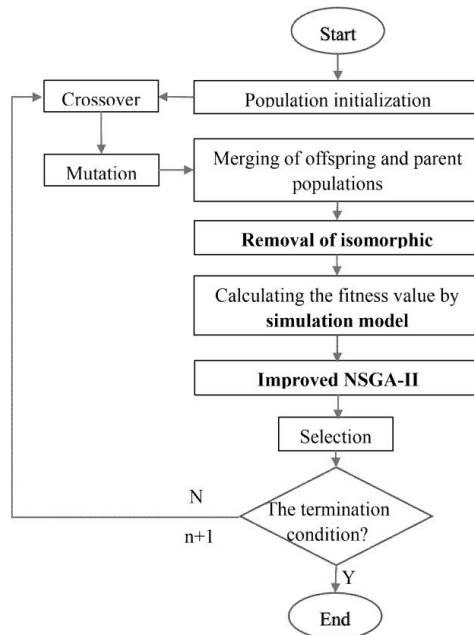 Start
Population initialization
Crossover
Mutation
Merging of offspring and parent
populations
Removal of isomorphic
Calculating the fitness value by
simulation model
Improved NSGA-II
Selection
The termination
condition?
N
n+1
Y
End